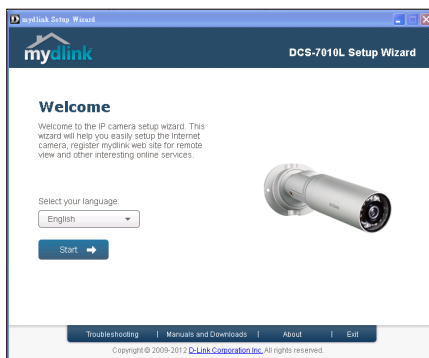 mydlink Setup Wizard
mydlink
DCS-7010L Setup Wizard
Welcome
Welcome to the IP camera setup wizard. This
wizard will help you easily setup the Internet
camera, register mydlink web site for remote
view and other interesting online services.
Select your language:
English
Start
Troubleshooting | Manuals and Downloads | About | Exit
Copyright © 2009-2012 D-Link Corporation Inc. All rights reserved.